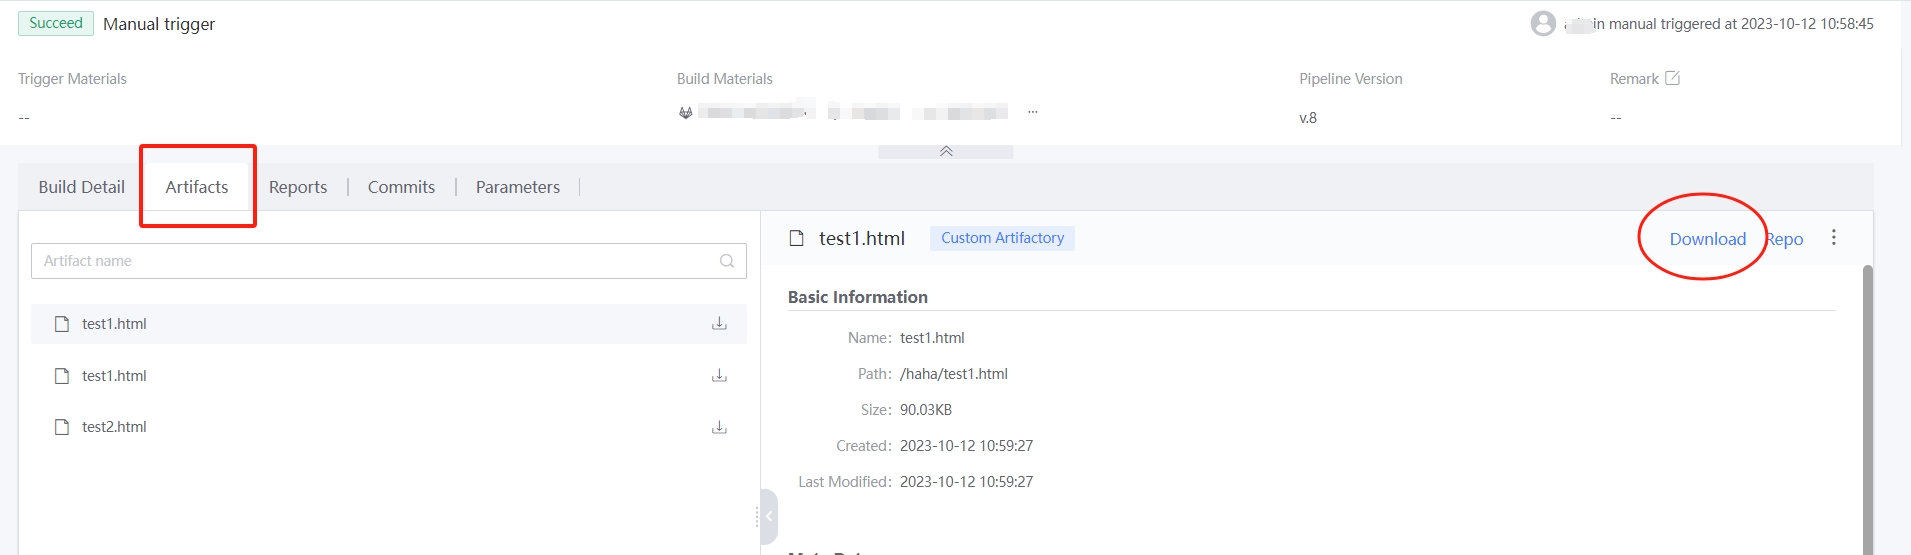 Succeed Manual trigger
manual triggered at 2023-10-12 10:58:45
Trigger Materials Build Materials Pipeline Version Remark
-- ... v.8 --
Build Detail Artifacts Reports Commits Parameters
test1.html Custom Artifactory Download Repo
Artifact name
Basic Information
test1.html
Name: test1.html
test1.html
Path: /haha/test1.html
Size: 90.03KB
test2.html
Created: 2023-10-12 10:59:27
Last Modified: 2023-10-12 10:59:27